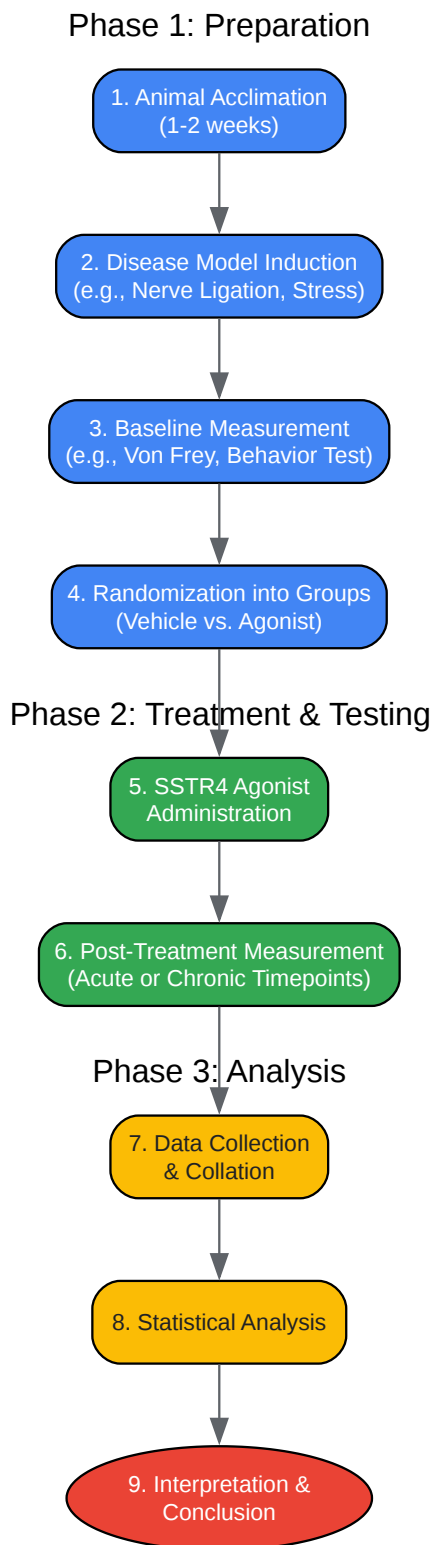 Phase 1: Preparation
1. Animal Acclimation
(1-2 weeks)
2. Disease Model Induction
(e.g., Nerve Ligation, Stress)
3. Baseline Measurement
(e.g., Von Frey, Behavior Test)
4. Randomization into Groups
(Vehicle vs. Agonist)
Phase 2: Treatment & Testing
5. SSTR4 Agonist
Administration
6. Post-Treatment Measurement
(Acute or Chronic Timepoints)
Phase 3: Analysis
7. Data Collection
& Collation
8. Statistical Analysis
9. Interpretation &
Conclusion